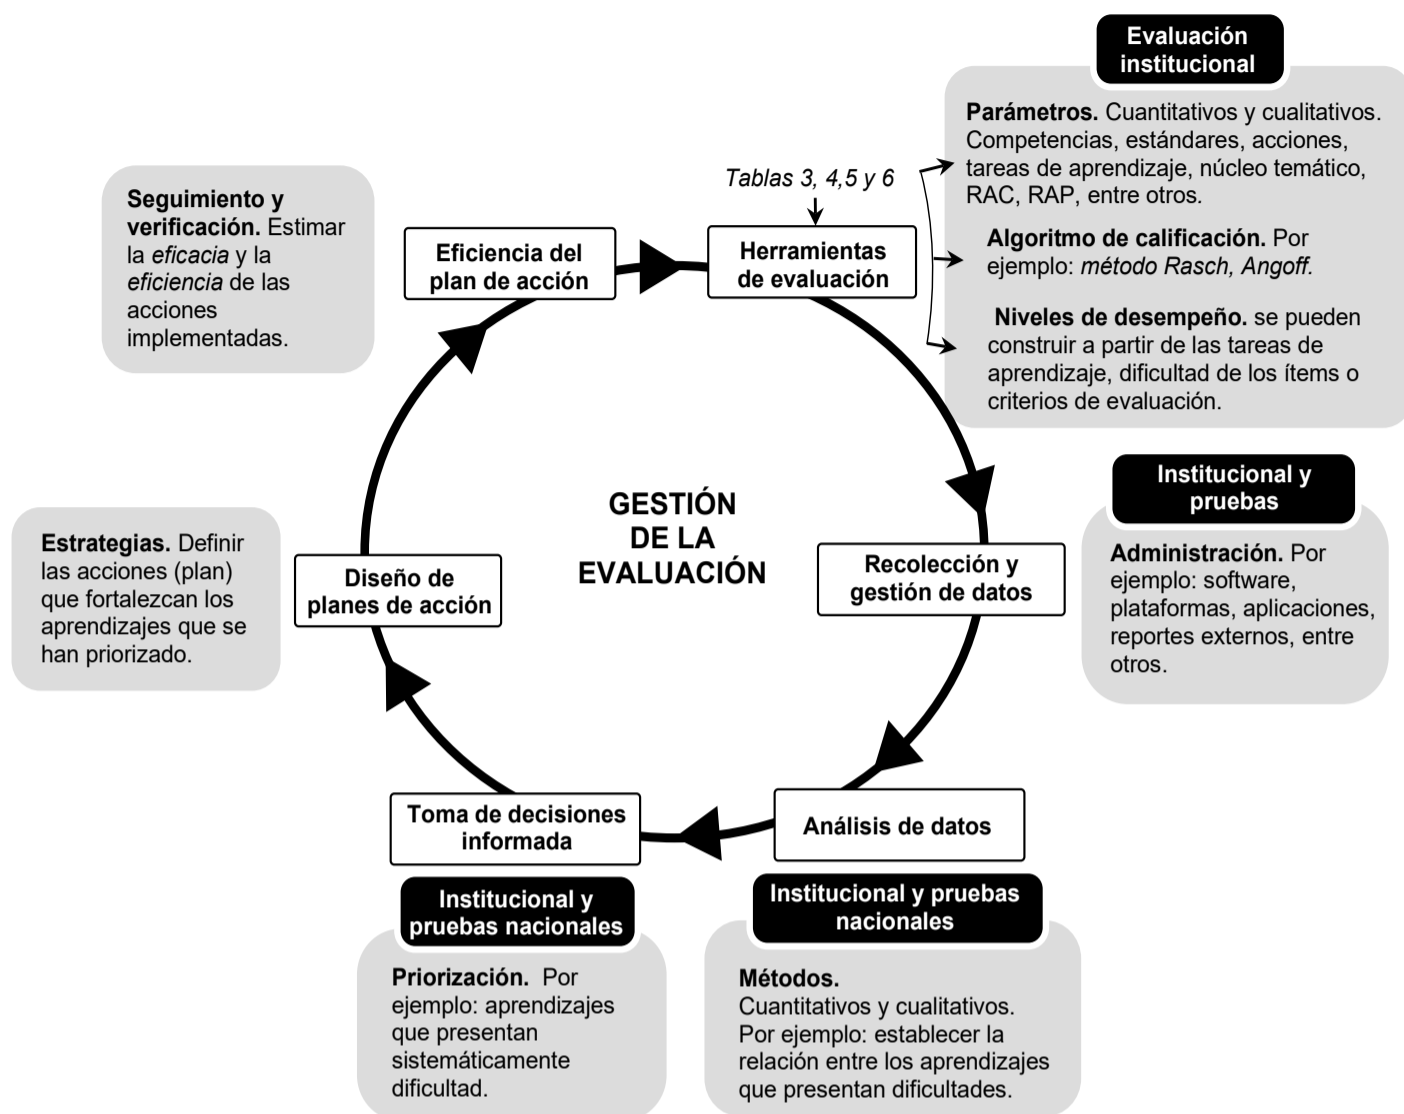 Evaluación
institucional
Parámetros. Cuantitativos y cualitativos.
Competencias, estándares, acciones,
tareas de aprendizaje, núcleo temático,
RAC, RAP, entre otros.
Algoritmo de calificación. Por
ejemplo: método Rasch, Angoff.
Niveles de desempeño. se pueden
construir a partir de las tareas de
aprendizaje, dificultad de los ítems o
criterios de evaluación.
Tablas 3, 4,5 y 6
Herramientas
de evaluación
Eficiencia del
plan de acción
Seguimiento y
verificación. Estimar
la eficacia y la
eficiencia de las
acciones
implementadas.
GESTIÓN
DE LA
EVALUACIÓN
Institucional y
pruebas
Administración. Por
ejemplo: software,
plataformas, aplicaciones,
reportes externos, entre
otros.
Recolección y
gestión de datos
Estrategias. Definir
las acciones (plan)
que fortalezcan los
aprendizajes que se
han priorizado.
Diseño de
planes de acción
Toma de decisiones
informada
Análisis de datos
Institucional y
pruebas nacionales
Priorización. Por
ejemplo: aprendizajes
que presentan
sistemáticamente
dificultad.
Institucional y pruebas
nacionales
Métodos.
Cuantitativos y cualitativos.
Por ejemplo: establecer la
relación entre los aprendizajes
que presentan dificultades.